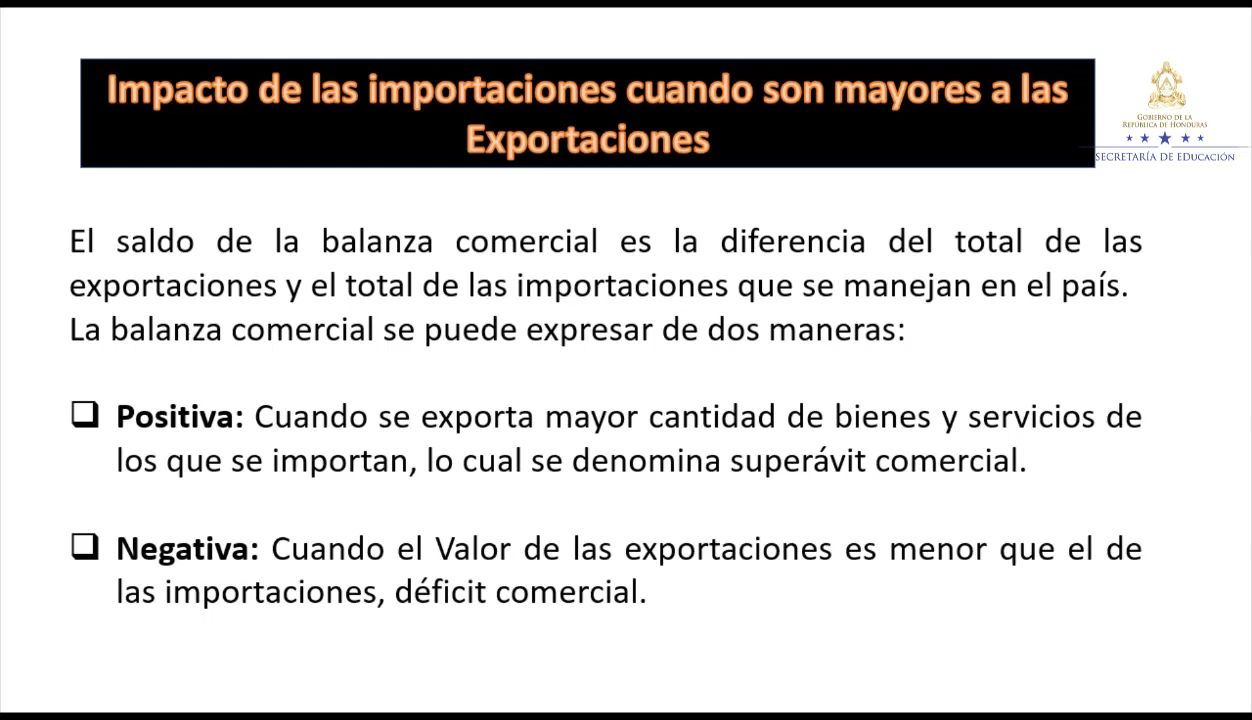 Impacto de las importaciones cuando son mayores a las
Exportaciones
GOBIERNO DE LA
REPÚBLICA DE HONDURAS
SECRETARÍA DE EDUCACIÓN
El saldo de la balanza comercial es la diferencia del total de las
exportaciones y el total de las importaciones que se manejan en el país.
La balanza comercial se puede expresar de dos maneras:
Positiva: Cuando se exporta mayor cantidad de bienes y servicios de
los que se importan, lo cual se denomina superávit comercial.
Negativa: Cuando el Valor de las exportaciones es menor que el de
las importaciones, déficit comercial.